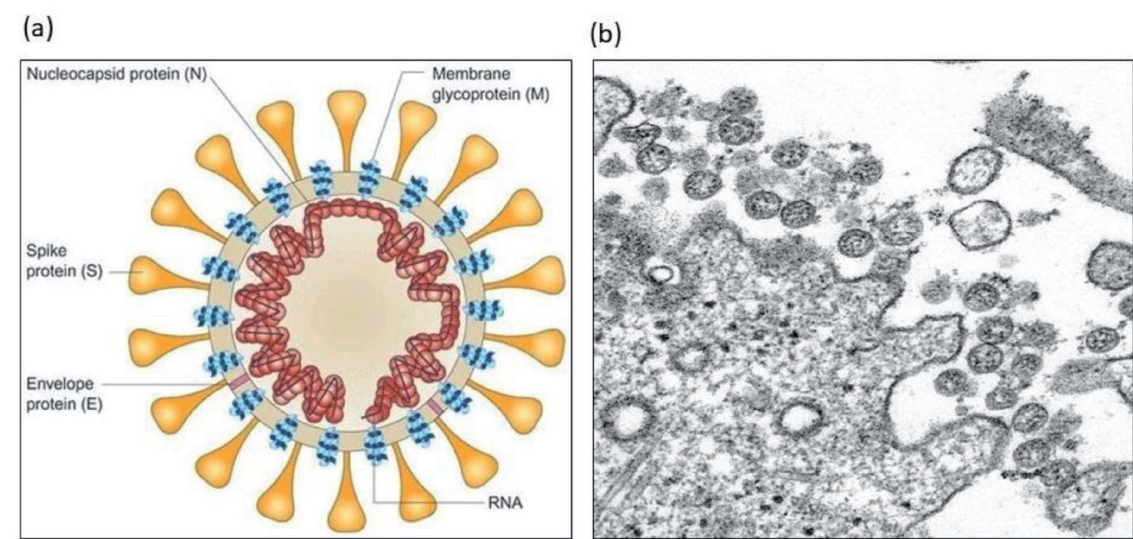 (a)
Nucleocapsid protein (N)
Membrane
glycoprotein (M)
Spike
protein (S)
Envelope
protein (E)
RNA
(b)